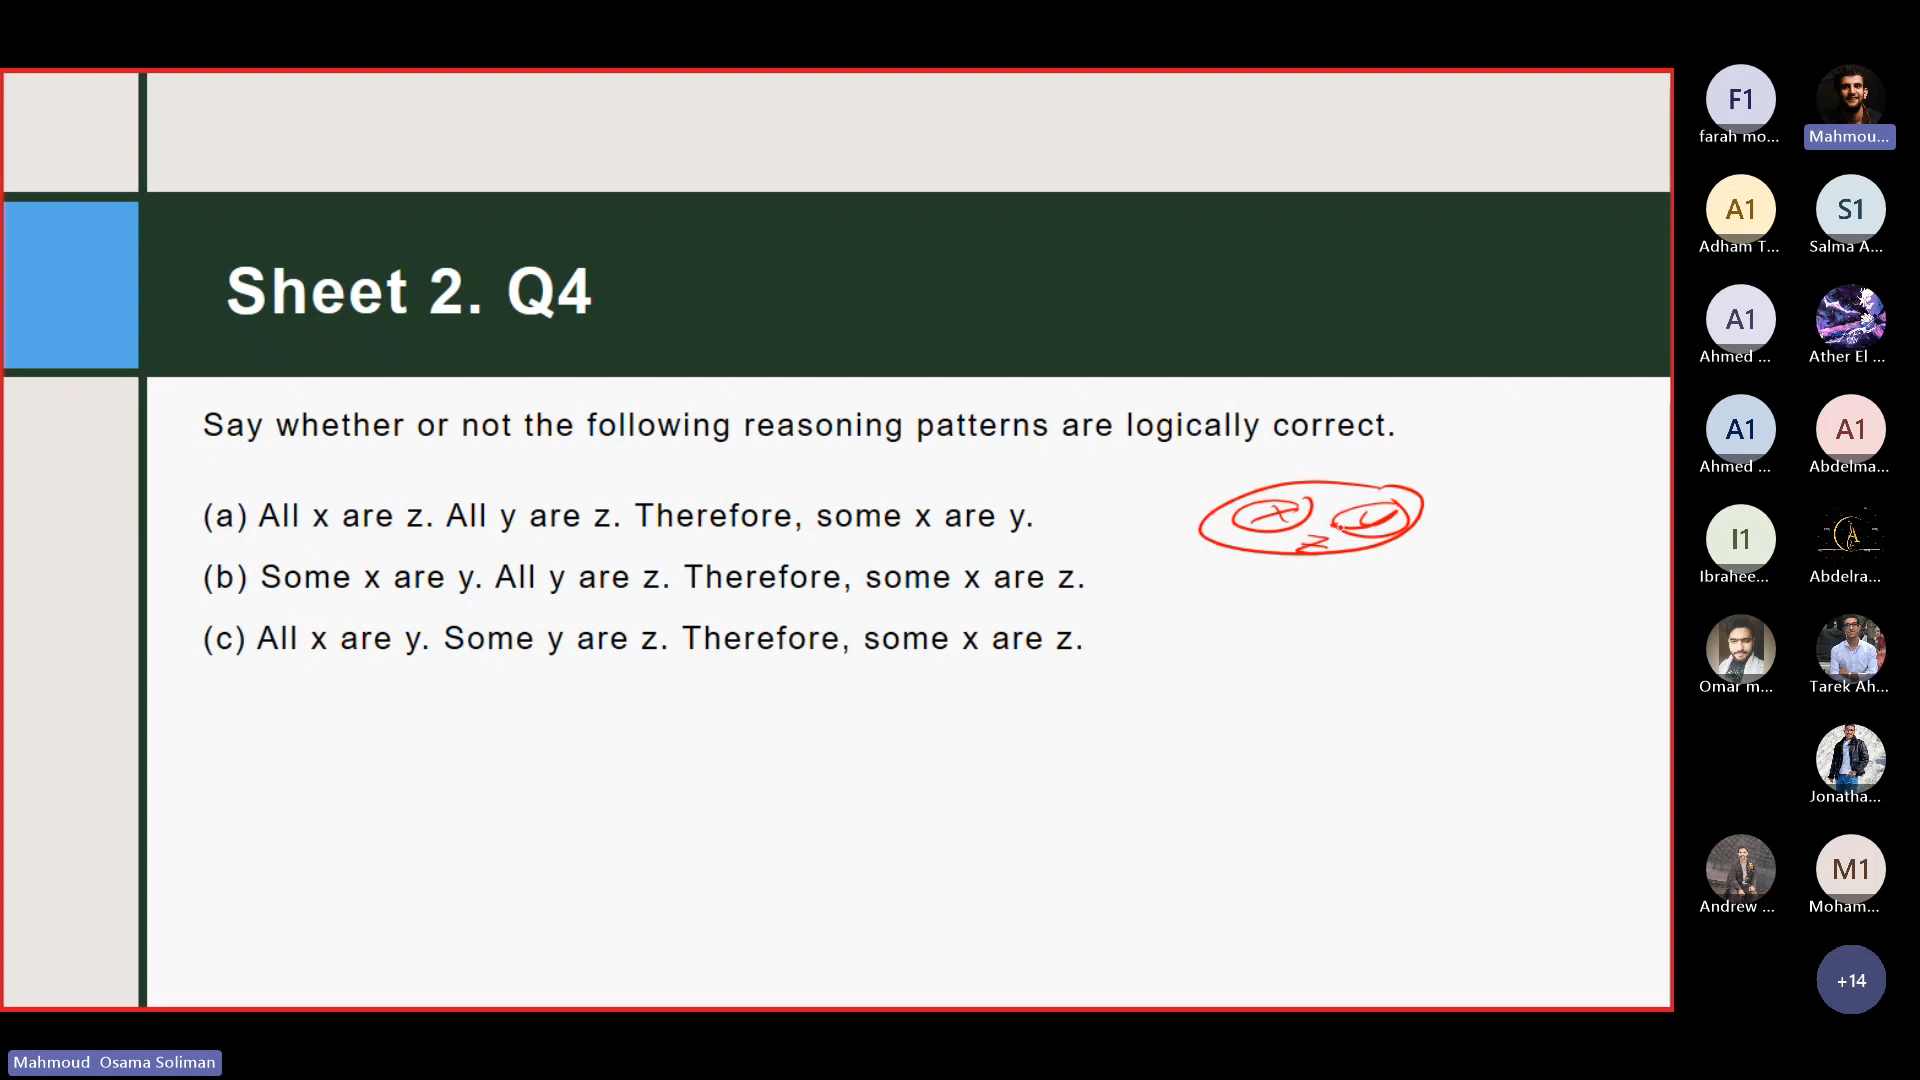 Sheet 2. Q4
Say whether or not the following reasoning patterns are logically correct.
(a) All x are z. All y are z. Therefore, some x are y.
(b) Some x are y. All y are z. Therefore, some x are z.
(c) All x are y. Some y are z. Therefore, some x are z.
x y
z
F1
farah mo...
Mahmou...
A1
Adham T...
S1
Salma A...
A1
Ahmed ...
Ather El ...
A1
Ahmed ...
A1
Abdelma...
I1
Ibrahee...
A
Abdelra...
Omar m...
Tarek Ah...
Jonatha...
Andrew ...
M1
Moham...
+14
Mahmoud Osama Soliman